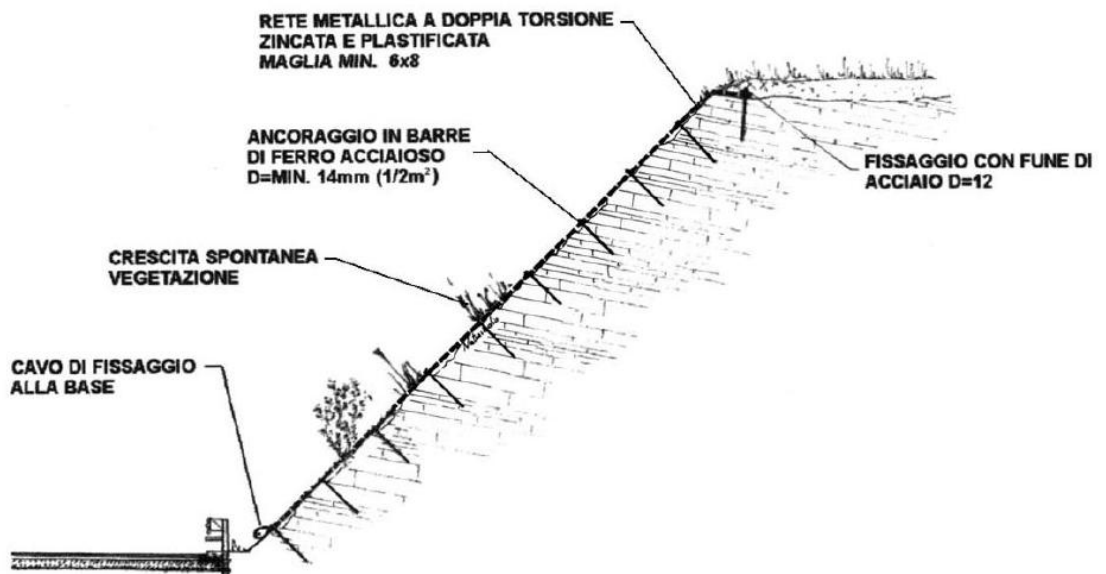 RETE METALLICA A DOPPIA TORSIONE
ZINCATA E PLASTIFICATA
MAGLIA MIN. 6x8
ANCORAGGIO IN BARRE
DI FERRO ACCIAIOSO
D=MIN. 14mm (1/2m²)
FISSAGGIO CON FUNE DI
ACCIAIO D=12
CRESCITA SPONTANEA
VEGETAZIONE
CAVO DI FISSAGGIO
ALLA BASE